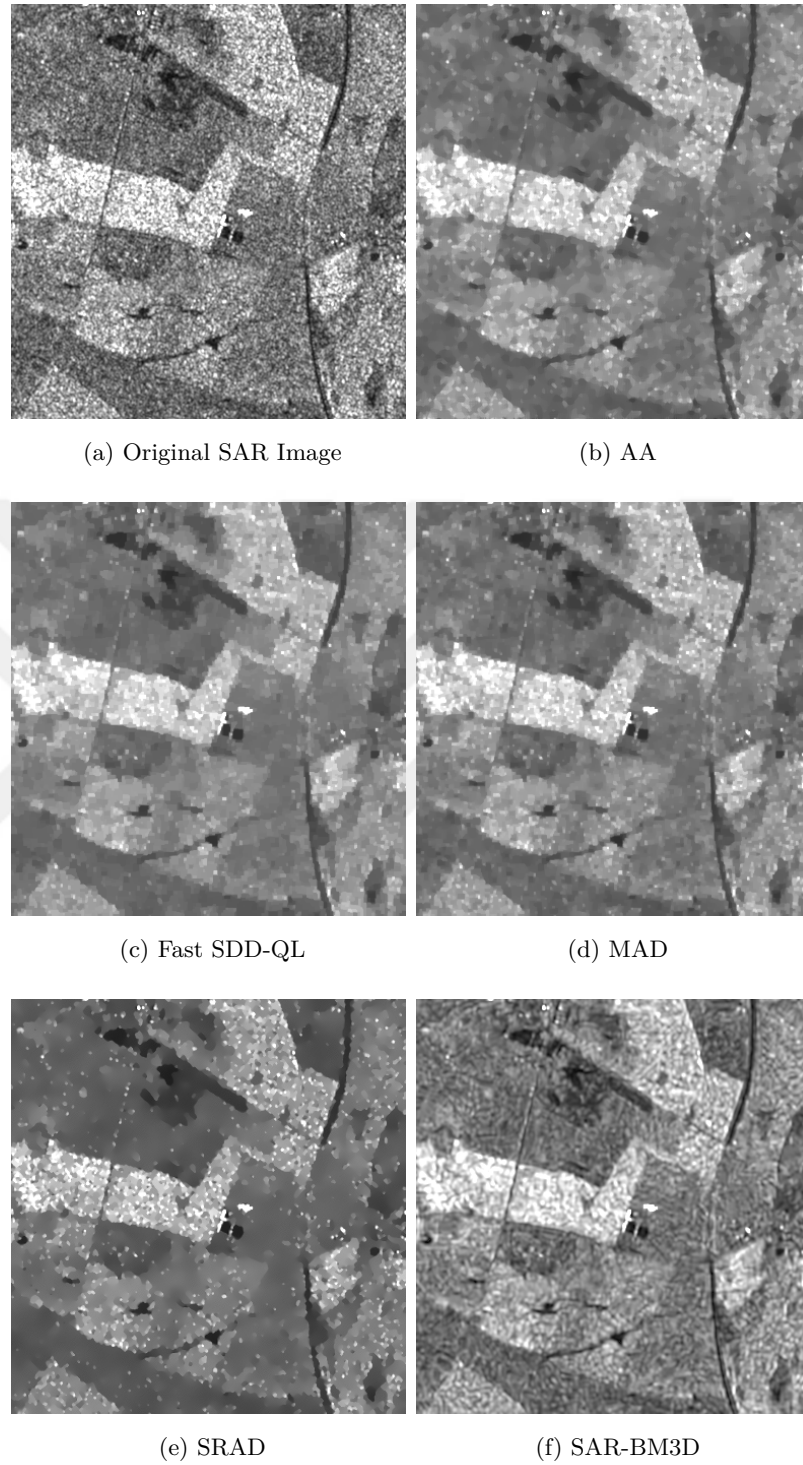 (a) Original SAR Image
(b) AA
(c) Fast SDD-QL
(d) MAD
(e) SRAD
(f) SAR-BM3D